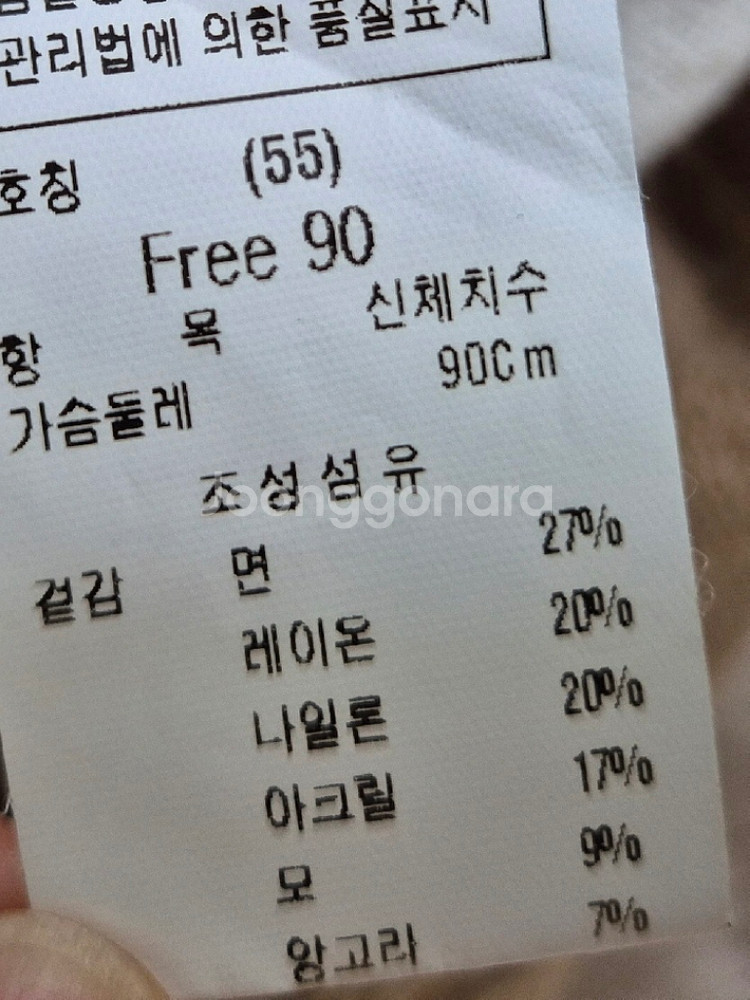 관리법에 의한 품질표시
호칭 (55)
Free 90
항 목 신체치수
가슴둘레 90Cm
조성섬유
joonggonara
겉감 면 27%
레이온 20%
나일론 20%
아크릴 17%
모 9%
앙고라 7%